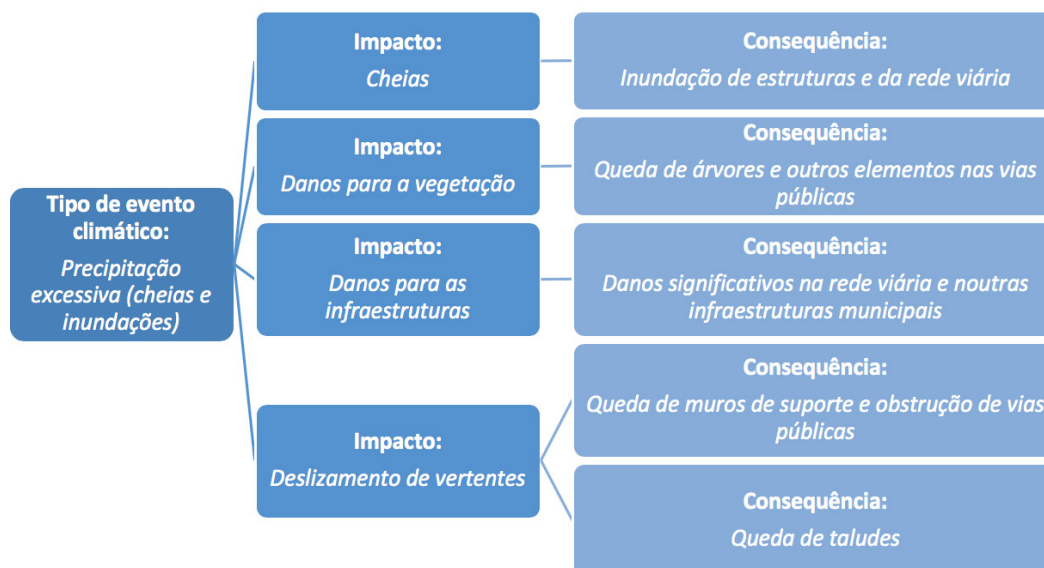 Tipo de evento
climático:
Precipitação
excessiva (cheias e
inundações)
Impacto:
Cheias
Consequência:
Inundação de estruturas e da rede viária
Impacto:
Danos para a vegetação
Consequência:
Queda de árvores e outros elementos nas vias
públicas
Impacto:
Danos para as
infraestruturas
Consequência:
Danos significativos na rede viária e noutras
infraestruturas municipais
Impacto:
Deslizamento de vertentes
Consequência:
Queda de muros de suporte e obstrução de vias
públicas
Consequência:
Queda de taludes